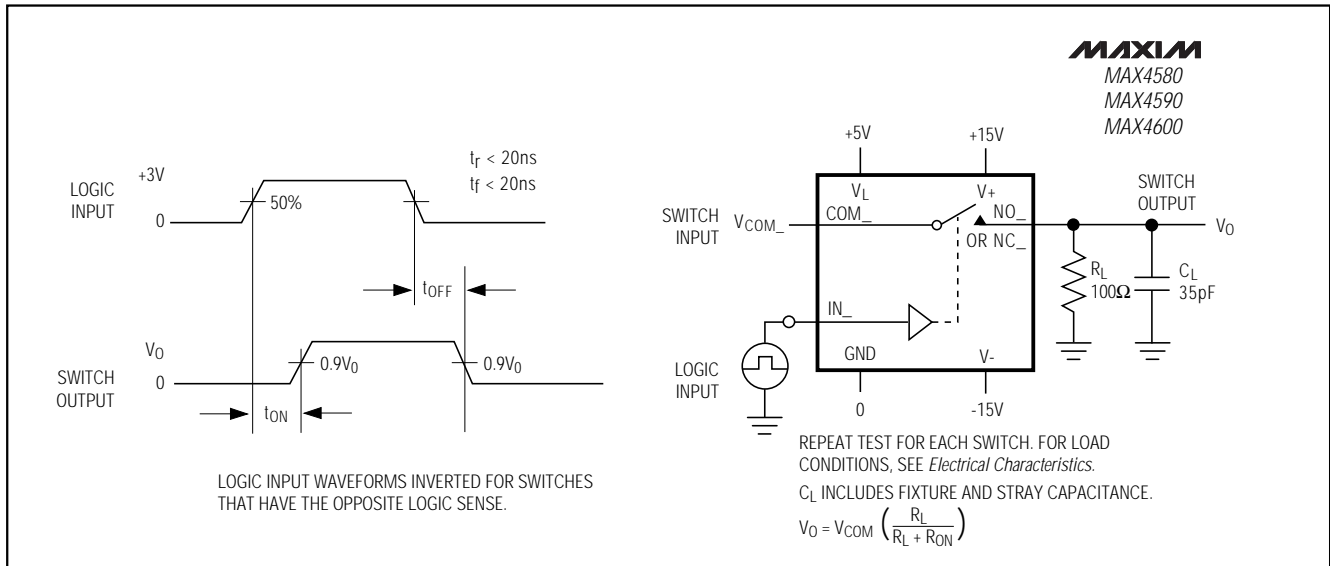 MAXIM
MAX4580
MAX4590
MAX4600
LOGIC
INPUT
+3V
0
50%
tr < 20ns
tf < 20ns
tOFF
VO
0
SWITCH
OUTPUT
0.9V0
0.9V0
tON
LOGIC INPUT WAVEFORMS INVERTED FOR SWITCHES
THAT HAVE THE OPPOSITE LOGIC SENSE.
+5V
+15V
VL
V+
SWITCH
INPUT
VCOM_
COM_
NO_
OR NC_
SWITCH
OUTPUT
VO
RL
100Ω
CL
35pF
IN_
LOGIC
INPUT
GND
V-
0
-15V
REPEAT TEST FOR EACH SWITCH. FOR LOAD
CONDITIONS, SEE Electrical Characteristics.
CL INCLUDES FIXTURE AND STRAY CAPACITANCE.
VO = VCOM (RL / RL + RON)